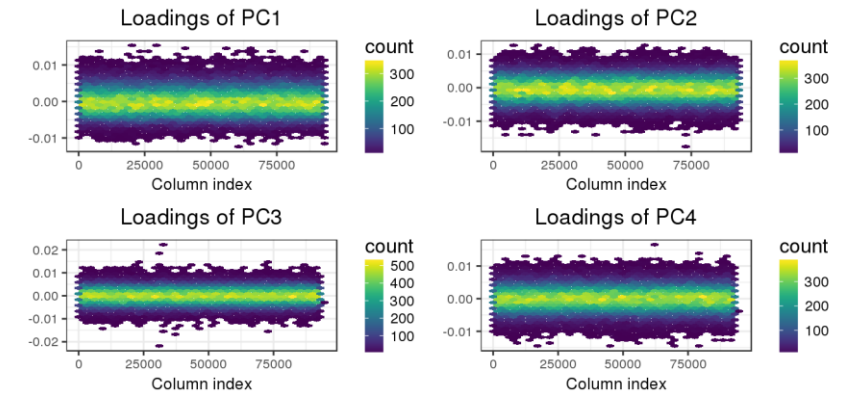 Loadings of PC1
count
0.01
0.00
-0.01
300
200
100
0 25000 50000 75000
Column index
Loadings of PC2
count
0.01
0.00
-0.01
300
200
100
0 25000 50000 75000
Column index
Loadings of PC3
count
0.02
0.01
0.00
-0.01
-0.02
500
400
300
200
100
0 25000 50000 75000
Column index
Loadings of PC4
count
0.01
0.00
-0.01
300
200
100
0 25000 50000 75000
Column index